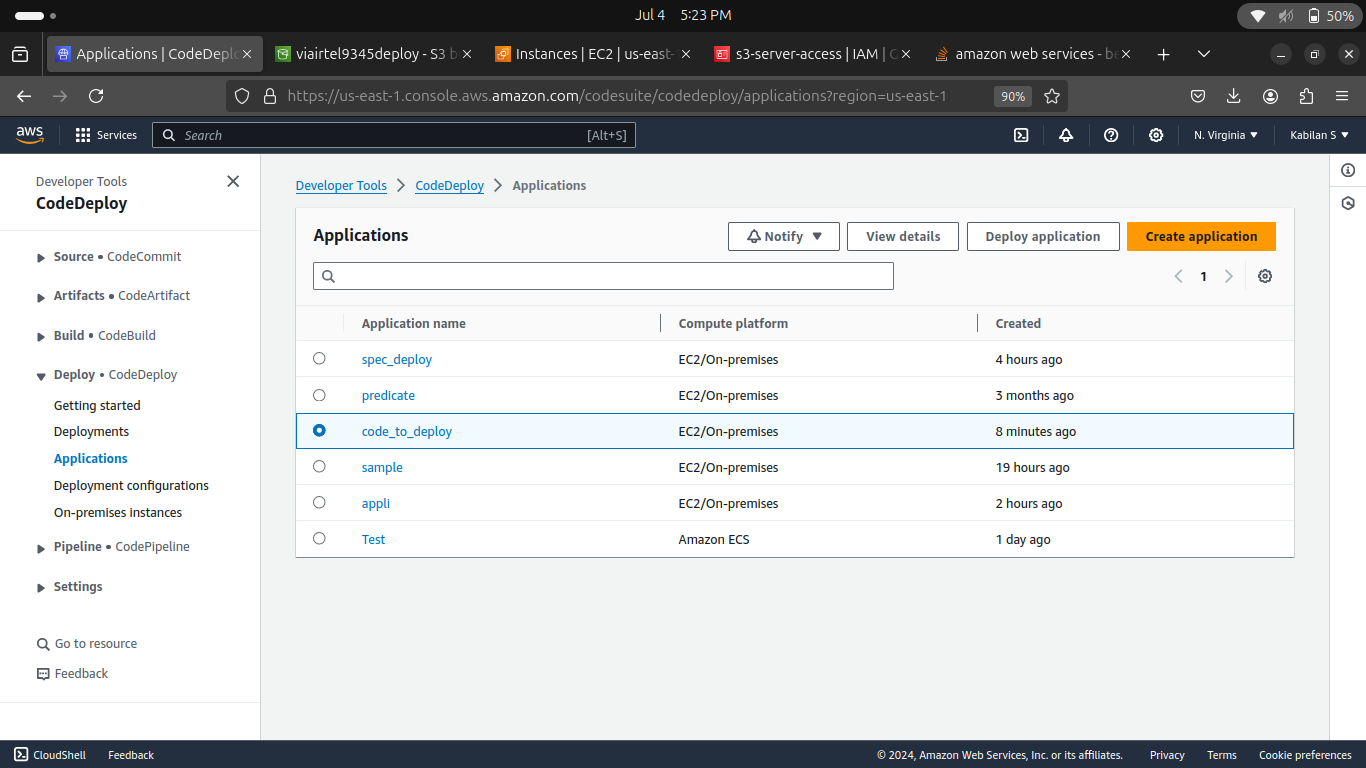 Jul 4 5:23 PM
50%
Applications | CodeDeplo
viairtel9345deploy - S3 b
Instances | EC2 | us-east-
s3-server-access | IAM | G
amazon web services - be
https://us-east-1.console.aws.amazon.com/codesuite/codedeploy/applications?region=us-east-1
90%
aws
Services
Search
[Alt+S]
N. Virginia
Kabilan S
Developer Tools
CodeDeploy
Source • CodeCommit
Artifacts • CodeArtifact
Build • CodeBuild
Deploy • CodeDeploy
Getting started
Deployments
Applications
Deployment configurations
On-premises instances
Pipeline • CodePipeline
Settings
Go to resource
Feedback
Developer Tools > CodeDeploy > Applications
Applications
Notify
View details
Deploy application
Create application
1
Application name Compute platform Created
spec_deploy EC2/On-premises 4 hours ago
predicate EC2/On-premises 3 months ago
code_to_deploy EC2/On-premises 8 minutes ago
sample EC2/On-premises 19 hours ago
appli EC2/On-premises 2 hours ago
Test Amazon ECS 1 day ago
CloudShell Feedback © 2024, Amazon Web Services, Inc. or its affiliates. Privacy Terms Cookie preferences